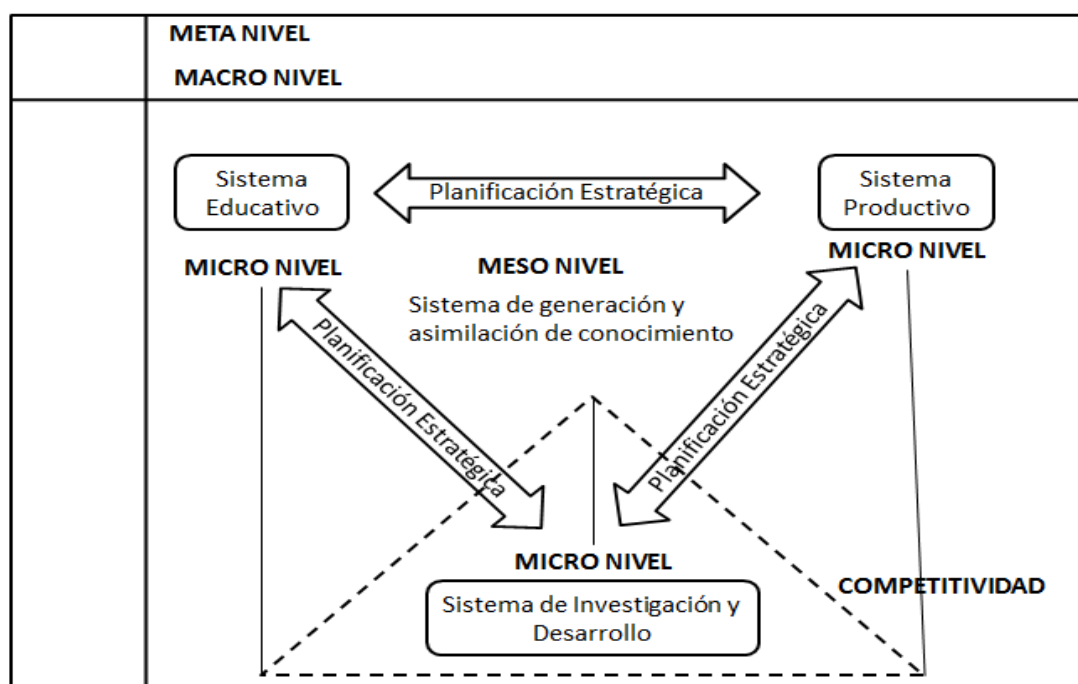 META NIVEL
MACRO NIVEL
Sistema
Educativo
Planificación Estratégica
Sistema
Productivo
MICRO NIVEL
MESO NIVEL
MICRO NIVEL
Sistema de generación y
asimilación de conocimiento
Planificación Estratégica
Planificación Estratégica
MICRO NIVEL
COMPETITIVIDAD
Sistema de Investigación y
Desarrollo